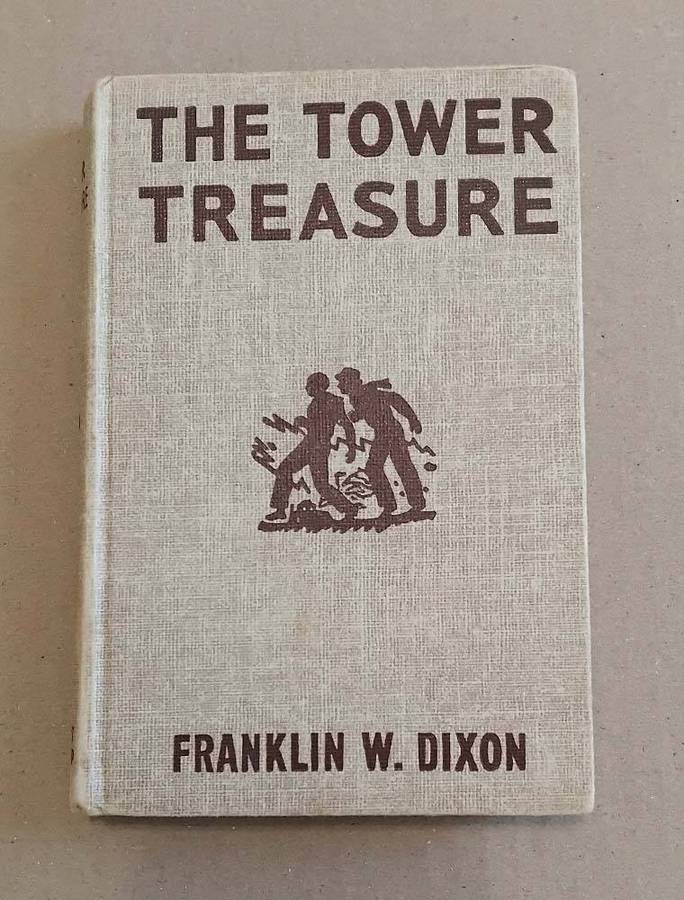 THE TOWER
TREASURE
FRANKLIN W. DIXON